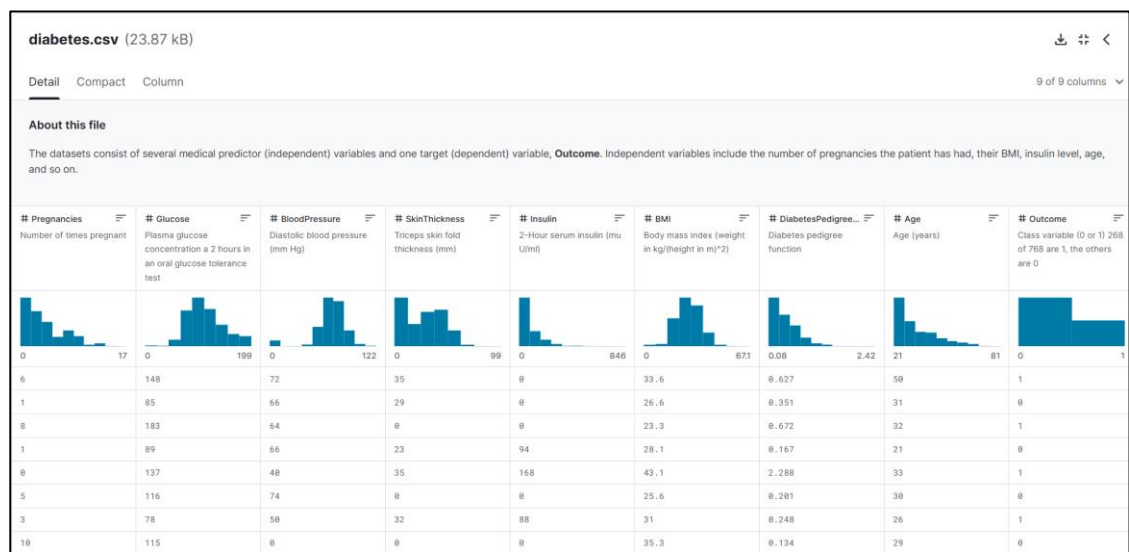 diabetes.csv (23.87 kB)
Detail Compact Column
9 of 9 columns
About this file
The datasets consist of several medical predictor (independent) variables and one target (dependent) variable, Outcome. Independent variables include the number of pregnancies the patient has had, their BMI, insulin level, age,
and so on.
# Pregnancies # Glucose # BloodPressure # SkinThickness # Insulin # BMI # DiabetesPedigree... # Age # Outcome
Number of times pregnant
Plasma glucose
concentration a 2 hours in
an oral glucose tolerance
test
Diastolic blood pressure
(mm Hg)
Triceps skin fold
thickness (mm)
2-Hour serum insulin (mu
U/ml)
Body mass index (weight
in kg/(height in m)^2)
Diabetes pedigree
function
Age (years)
Class variable (0 or 1) 268
of 768 are 1, the others
are 0
0 17 0 199 0 122 0 99 0 846 0 67.1 0.08 2.42 21 81 0 1
6 148 72 35 0 33.6 0.627 50 1
1 85 66 29 0 26.6 0.351 31 0
8 183 64 0 0 23.3 0.672 32 1
1 89 66 23 94 28.1 0.167 21 0
0 137 40 35 168 43.1 2.288 33 1
5 116 74 0 0 25.6 0.201 30 0
3 78 50 32 88 31 0.248 26 1
10 115 0 0 0 35.3 0.134 29 0